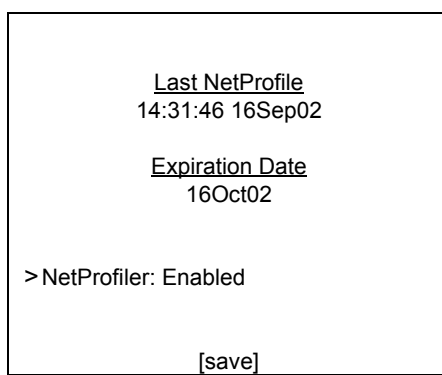 Last NetProfile
14:31:46 16Sep02
Expiration Date
16Oct02
>NetProfiler: Enabled
[save]